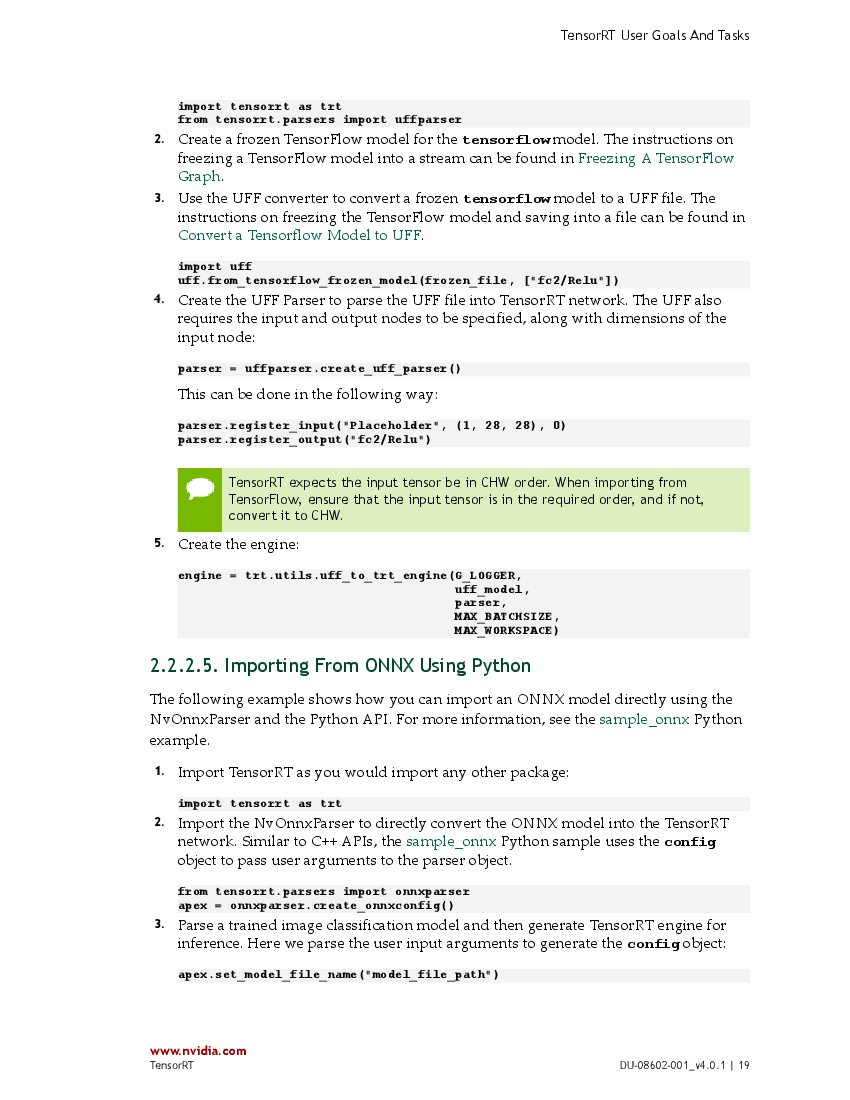 TensorRT User Goals And Tasks
import tensorrt as trt
from tensorrt.parsers import uffparser
2. Create a frozen TensorFlow model for the tensorflow model. The instructions on
freezing a TensorFlow model into a stream can be found in Freezing A TensorFlow
Graph.
3. Use the UFF converter to convert a frozen tensorflow model to a UFF file. The
instructions on freezing the TensorFlow model and saving into a file can be found in
Convert a Tensorflow Model to UFF.
import uff
uff.from_tensorflow_frozen_model(frozen_file, ["fc2/Relu"])
4. Create the UFF Parser to parse the UFF file into TensorRT network. The UFF also
requires the input and output nodes to be specified, along with dimensions of the
input node:
parser = uffparser.create_uff_parser()
This can be done in the following way:
parser.register_input("Placeholder", (1, 28, 28), 0)
parser.register_output("fc2/Relu")
TensorRT expects the input tensor be in CHW order. When importing from
TensorFlow, ensure that the input tensor is in the required order, and if not,
convert it to CHW.
5. Create the engine:
engine = trt.utils.uff_to_trt_engine(G_LOGGER,
uff_model,
parser,
MAX_BATCHSIZE,
MAX_WORKSPACE)
2.2.2.5. Importing From ONNX Using Python
The following example shows how you can import an ONNX model directly using the
NvOnnxParser and the Python API. For more information, see the sample_onnx Python
example.
1. Import TensorRT as you would import any other package:
import tensorrt as trt
2. Import the NvOnnxParser to directly convert the ONNX model into the TensorRT
network. Similar to C++ APIs, the sample_onnx Python sample uses the config
object to pass user arguments to the parser object.
from tensorrt.parsers import onnxparser
apex = onnxparser.create_onnxconfig()
3. Parse a trained image classification model and then generate TensorRT engine for
inference. Here we parse the user input arguments to generate the config object:
apex.set_model_file_name("model_file_path")
www.nvidia.com
TensorRT DU-08602-001_v4.0.1 | 19